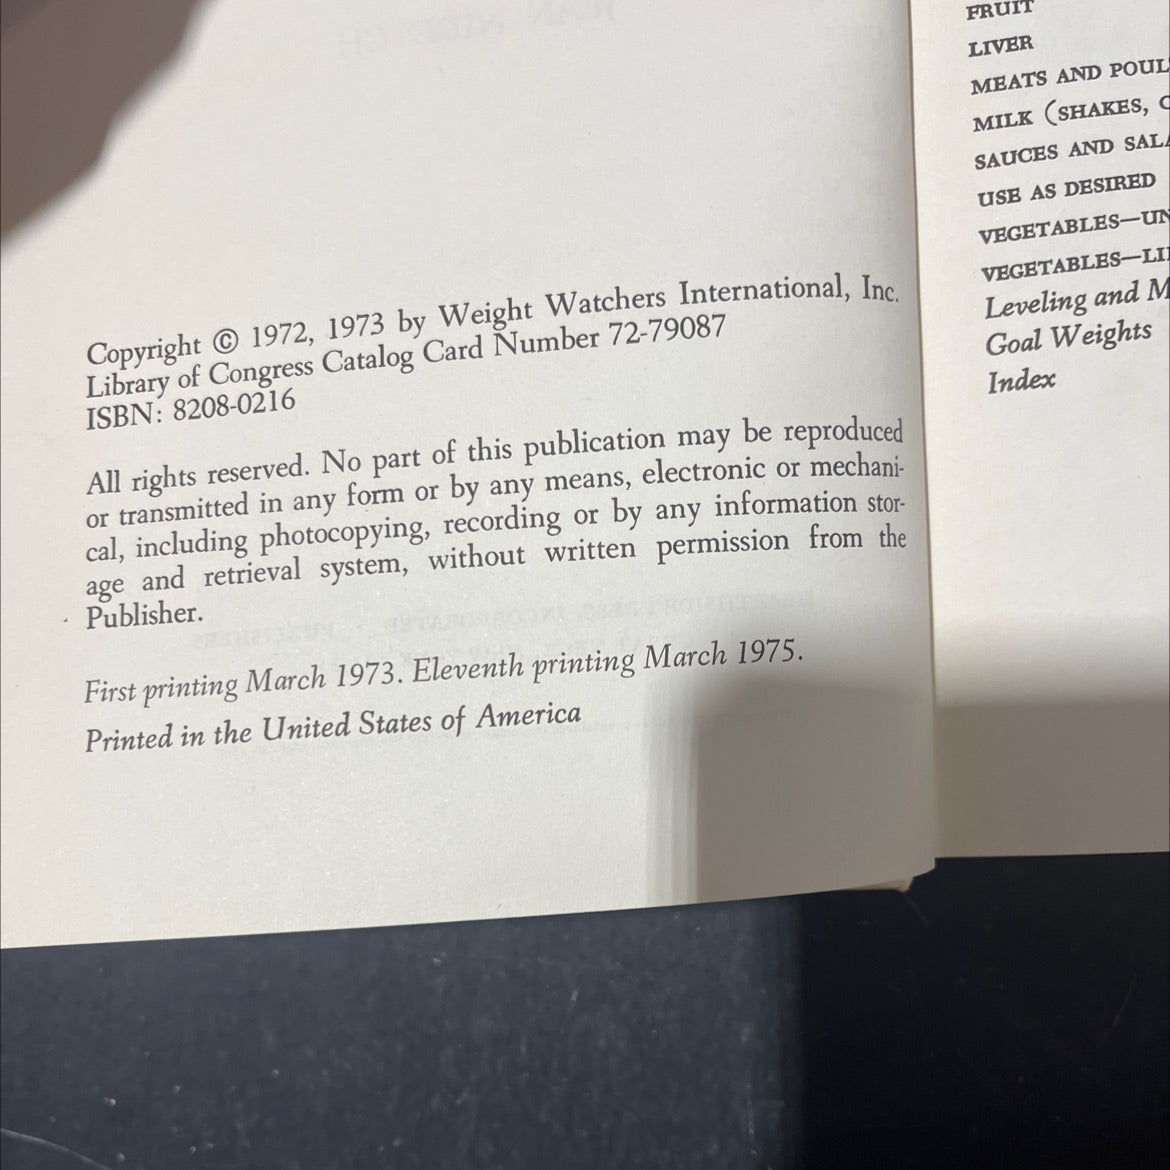 Copyright © 1972, 1973 by Weight Watchers International, Inc.
Library of Congress Catalog Card Number 72-79087
ISBN: 8208-0216
All rights reserved. No part of this publication may be reproduced
or transmitted in any form or by any means, electronic or mechani-
cal, including photocopying, recording or by any information stor-
age and retrieval system, without written permission from the
Publisher.
First printing March 1973. Eleventh printing March 1975.
Printed in the United States of America
FRUIT
LIVER
MEATS AND POUL
MILK (SHAKES,
SAUCES AND SALA
USE AS DESIRED
VEGETABLES—UN
VEGETABLES—LI
Leveling and M
Goal Weights
Index